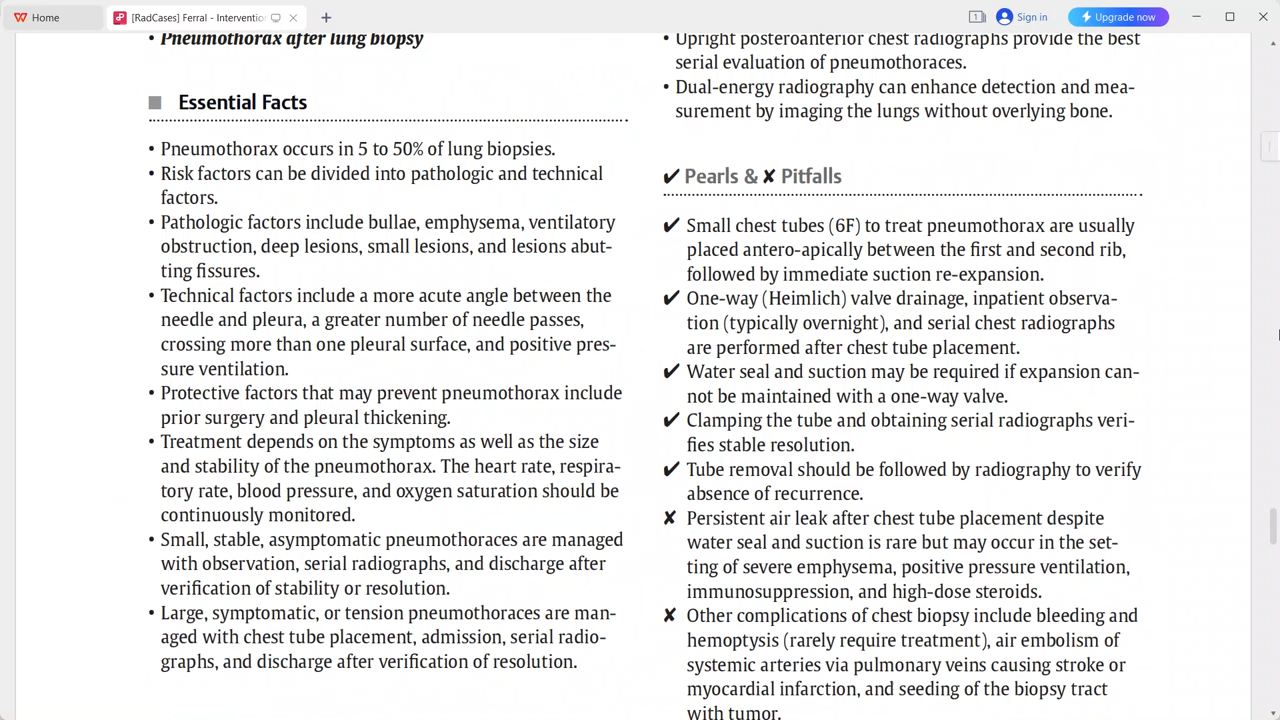 Home
[RadCases] Ferral - Interventio
Sign in
Upgrade now
• Pneumothorax after lung biopsy
Essential Facts
• Pneumothorax occurs in 5 to 50% of lung biopsies.
• Risk factors can be divided into pathologic and technical
factors.
• Pathologic factors include bullae, emphysema, ventilatory
obstruction, deep lesions, small lesions, and lesions abut-
ting fissures.
• Technical factors include a more acute angle between the
needle and pleura, a greater number of needle passes,
crossing more than one pleural surface, and positive pres-
sure ventilation.
• Protective factors that may prevent pneumothorax include
prior surgery and pleural thickening.
• Treatment depends on the symptoms as well as the size
and stability of the pneumothorax. The heart rate, respira-
tory rate, blood pressure, and oxygen saturation should be
continuously monitored.
• Small, stable, asymptomatic pneumothoraces are managed
with observation, serial radiographs, and discharge after
verification of stability or resolution.
• Large, symptomatic, or tension pneumothoraces are man-
aged with chest tube placement, admission, serial radio-
graphs, and discharge after verification of resolution.
• Upright posteroanterior chest radiographs provide the best
serial evaluation of pneumothoraces.
• Dual-energy radiography can enhance detection and mea-
surement by imaging the lungs without overlying bone.
✔ Pearls & ✘ Pitfalls
✔ Small chest tubes (6F) to treat pneumothorax are usually
placed antero-apically between the first and second rib,
followed by immediate suction re-expansion.
✔ One-way (Heimlich) valve drainage, inpatient observa-
tion (typically overnight), and serial chest radiographs
are performed after chest tube placement.
✔ Water seal and suction may be required if expansion can-
not be maintained with a one-way valve.
✔ Clamping the tube and obtaining serial radiographs veri-
fies stable resolution.
✔ Tube removal should be followed by radiography to verify
absence of recurrence.
✘ Persistent air leak after chest tube placement despite
water seal and suction is rare but may occur in the set-
ting of severe emphysema, positive pressure ventilation,
immunosuppression, and high-dose steroids.
✘ Other complications of chest biopsy include bleeding and
hemoptysis (rarely require treatment), air embolism of
systemic arteries via pulmonary veins causing stroke or
myocardial infarction, and seeding of the biopsy tract
with tumor.